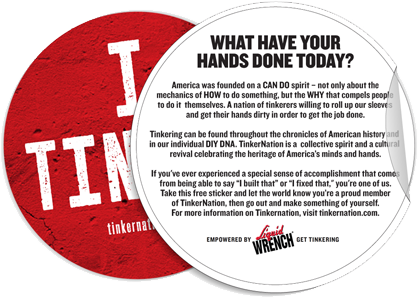 I
TIN
tinkernat
WHAT HAVE YOUR
HANDS DONE TODAY?
America was founded on a CAN DO spirit – not only about the
mechanics of HOW to do something, but the WHY that compels people
to do it themselves. A nation of tinkerers willing to roll up our sleeves
and get their hands dirty in order to get the job done.
Tinkering can be found throughout the chronicles of American history and
in our individual DIY DNA. TinkerNation is a collective spirit and a cultural
revival celebrating the heritage of America's minds and hands.
If you've ever experienced a special sense of accomplishment that comes
from being able to say “I built that” or “I fixed that,” you're one of us.
Take this free sticker and let the world know you're a proud member
of TinkerNation, then go out and make something of yourself.
For more information on Tinkernation, visit tinkernation.com.
EMPOWERED BY Liquid WRENCH GET TINKERING